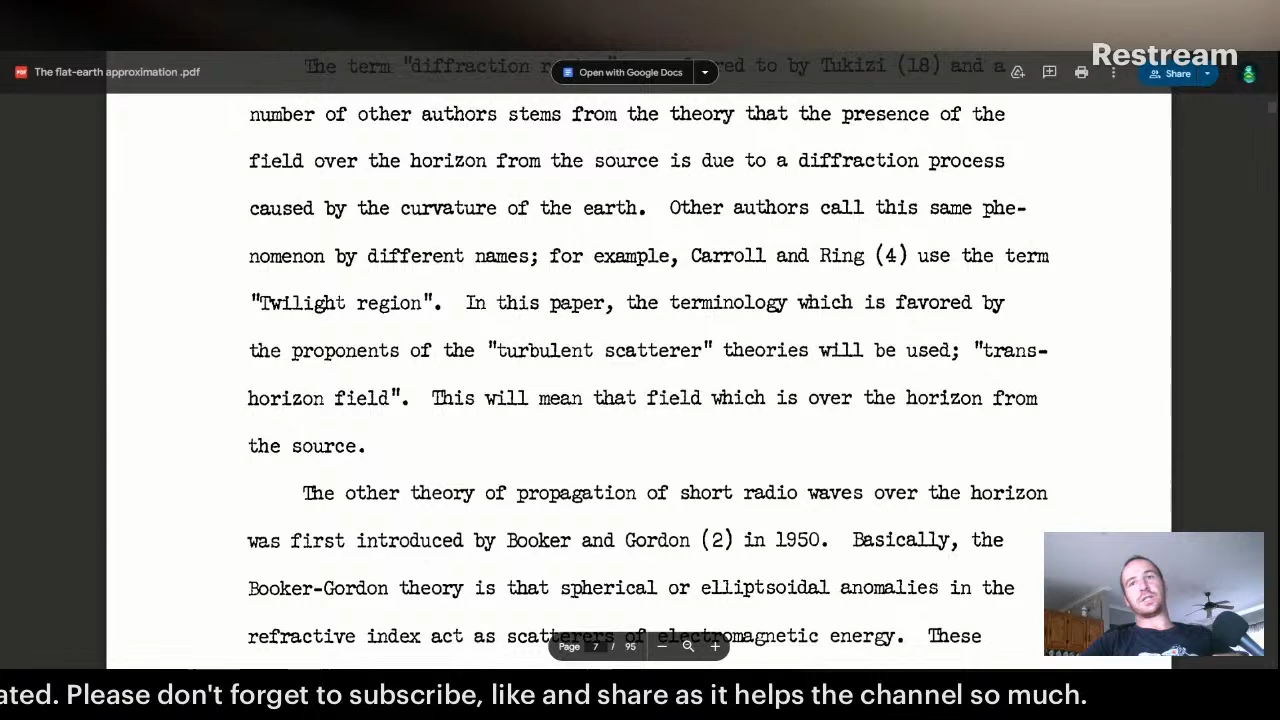 Restream
The flat-earth approximation .pdf
Open with Google Docs
Share
The term "diffraction to by Tukizi (18) and a
number of other authors stems from the theory that the presence of the
field over the horizon from the source is due to a diffraction process
caused by the curvature of the earth. Other authors call this same phe-
nomenon by different names; for example, Carroll and Ring (4) use the term
"Twilight region". In this paper, the terminology which is favored by
the proponents of the "turbulent scatterer" theories will be used; "trans-
horizon field". This will mean that field which is over the horizon from
the source.
The other theory of propagation of short radio waves over the horizon
was first introduced by Booker and Gordon (2) in 1950. Basically, the
Booker-Gordon theory is that spherical or elliptsoidal anomalies in the
refractive index act as scatterers of electromagnetic energy. These
Page 7 / 95
ated. Please don't forget to subscribe, like and share as it helps the channel so much.